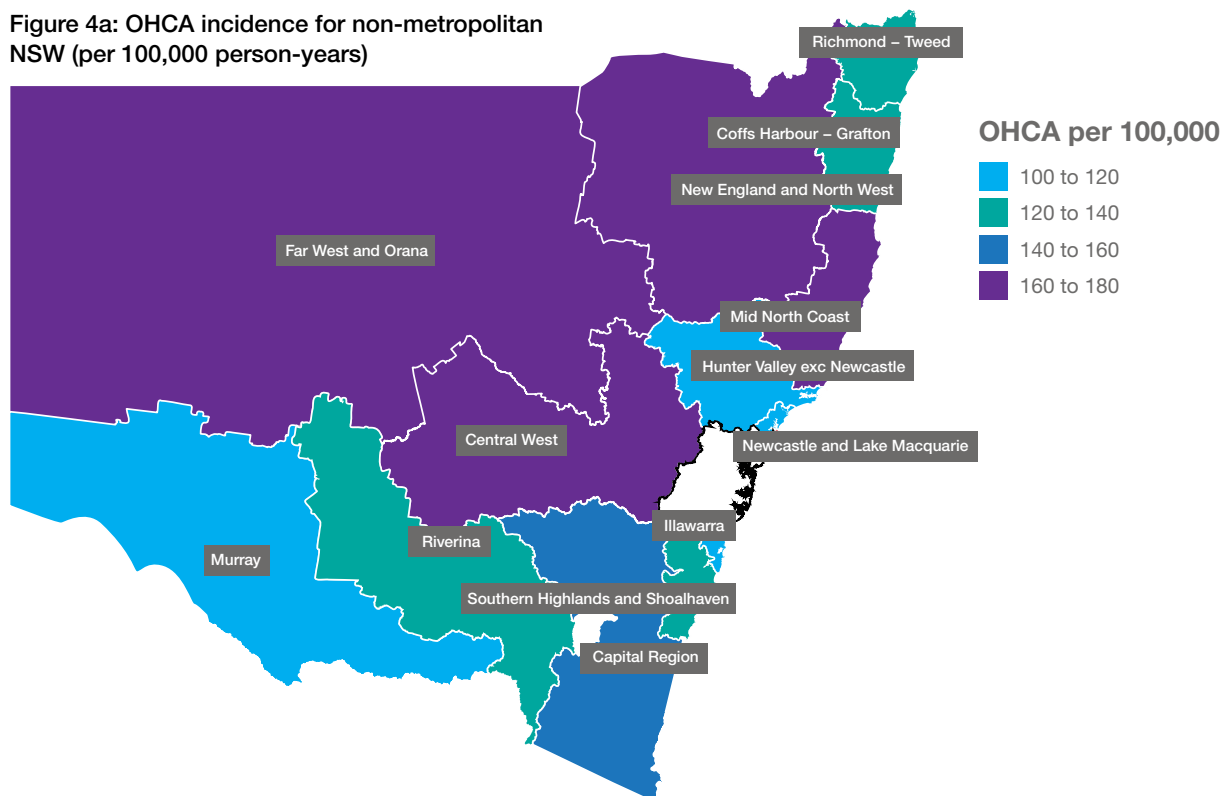 Figure 4a: OHCA incidence for non-metropolitan
NSW (per 100,000 person-years)
Richmond – Tweed
Coffs Harbour – Grafton
New England and North West
Far West and Orana
Mid North Coast
Hunter Valley exc Newcastle
Central West
Newcastle and Lake Macquarie
Illawarra
Riverina
Murray
Southern Highlands and Shoalhaven
Capital Region
OHCA per 100,000
100 to 120
120 to 140
140 to 160
160 to 180